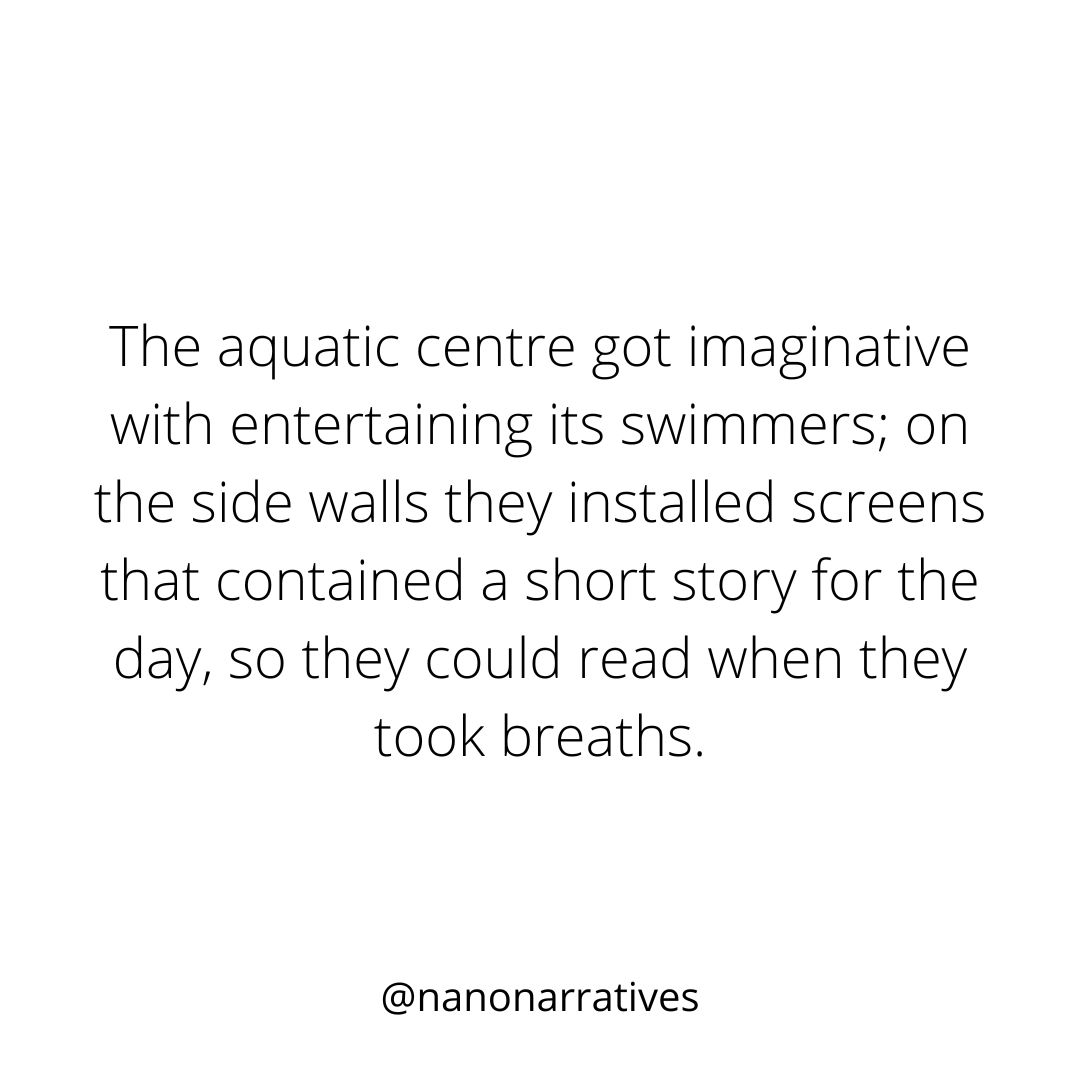 The aquatic centre got imaginative
with entertaining its swimmers; on
the side walls they installed screens
that contained a short story for the
day, so they could read when they
took breaths.
@nanonarratives